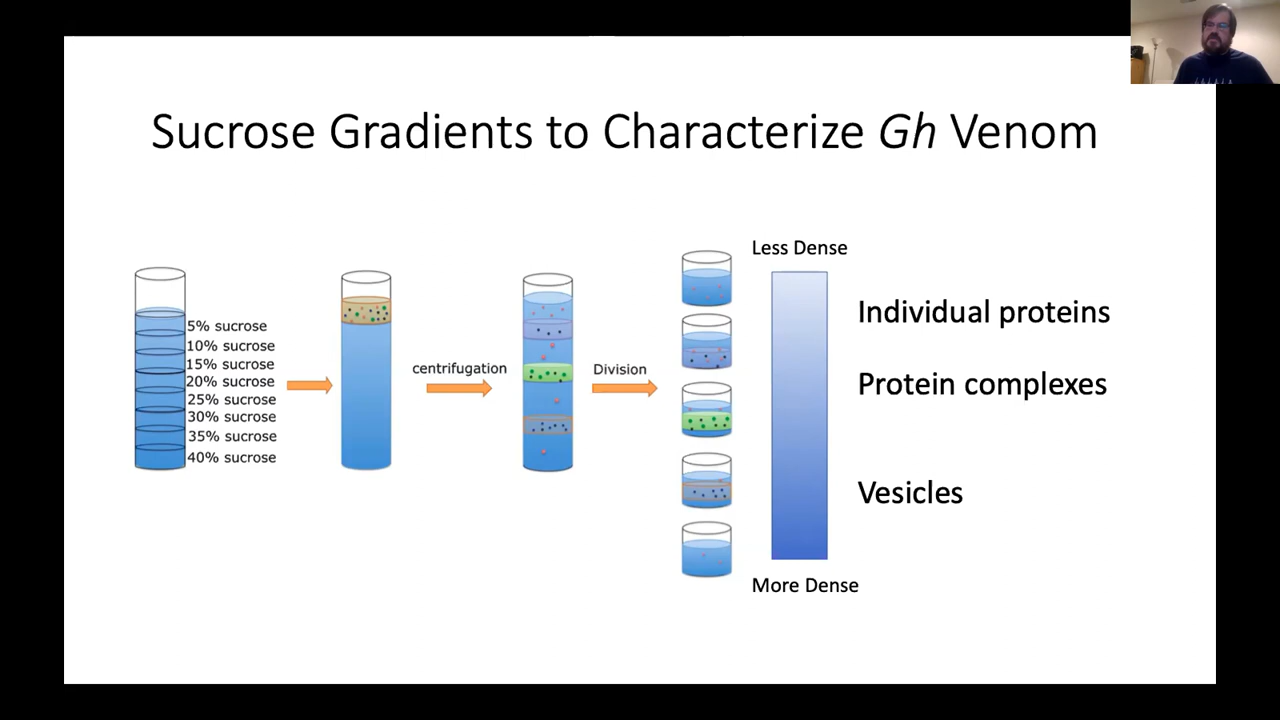 Sucrose Gradients to Characterize Gh Venom
5% sucrose
10% sucrose
15% sucrose
20% sucrose
25% sucrose
30% sucrose
35% sucrose
40% sucrose
centrifugation
Division
Less Dense
Individual proteins
Protein complexes
Vesicles
More Dense